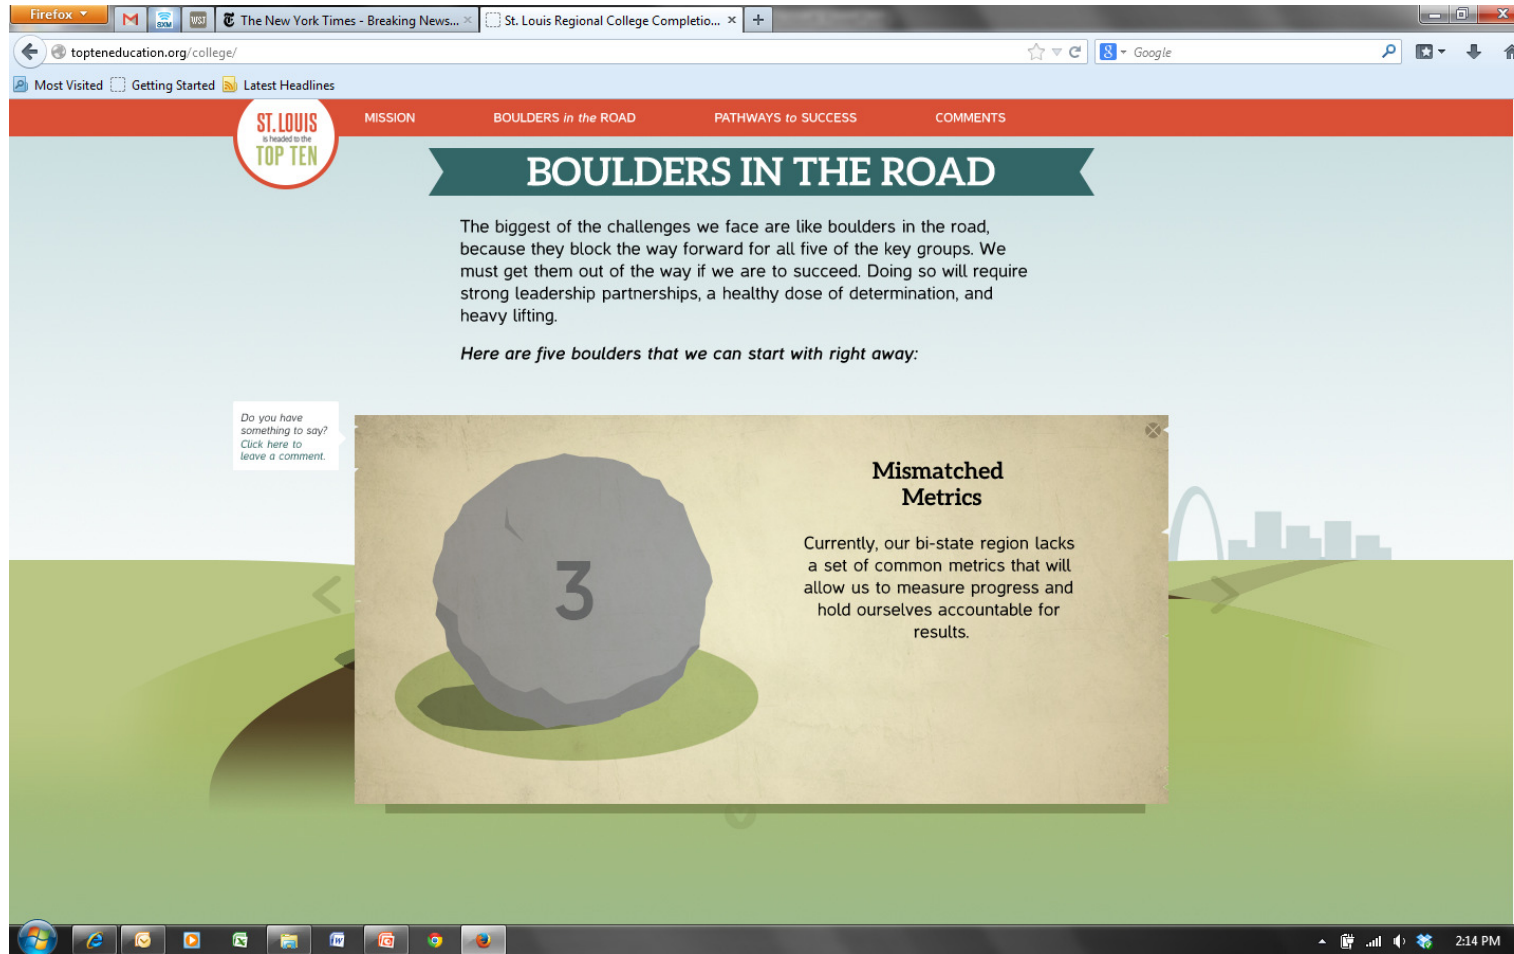 Firefox
SXM
WSJ
The New York Times - Breaking News...
St. Louis Regional College Completio...
topteneducation.org/college/
Google
Most Visited
Getting Started
Latest Headlines
ST. LOUIS
is headed to the
TOP TEN
MISSION
BOULDERS in the ROAD
PATHWAYS to SUCCESS
COMMENTS
BOULDERS IN THE ROAD
The biggest of the challenges we face are like boulders in the road,
because they block the way forward for all five of the key groups. We
must get them out of the way if we are to succeed. Doing so will require
strong leadership partnerships, a healthy dose of determination, and
heavy lifting.
Here are five boulders that we can start with right away:
Do you have
something to say?
Click here to
leave a comment.
3
Mismatched
Metrics
Currently, our bi-state region lacks
a set of common metrics that will
allow us to measure progress and
hold ourselves accountable for
results.
2:14 PM